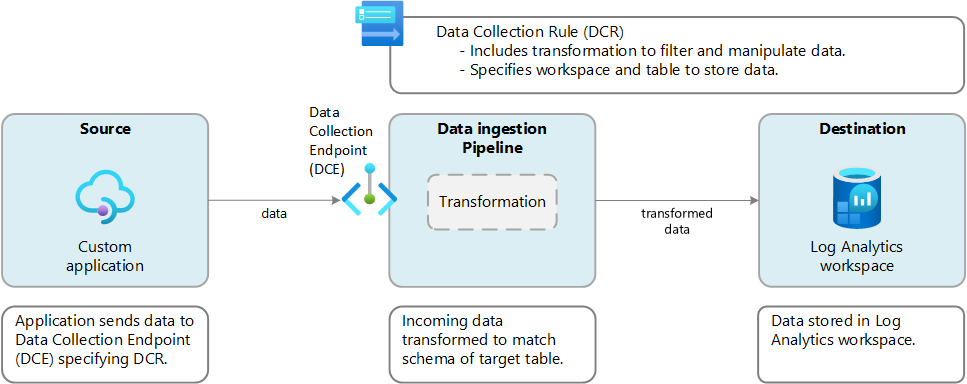 Data Collection Rule (DCR)
- Includes transformation to filter and manipulate data.
- Specifies workspace and table to store data.
Source
Custom
application
data
Data
Collection
Endpoint
(DCE)
Data ingestion
Pipeline
Transformation
transformed
data
Destination
Log Analytics
workspace
Application sends data to
Data Collection Endpoint
(DCE) specifying DCR.
Incoming data
transformed to match
schema of target table.
Data stored in Log
Analytics workspace.